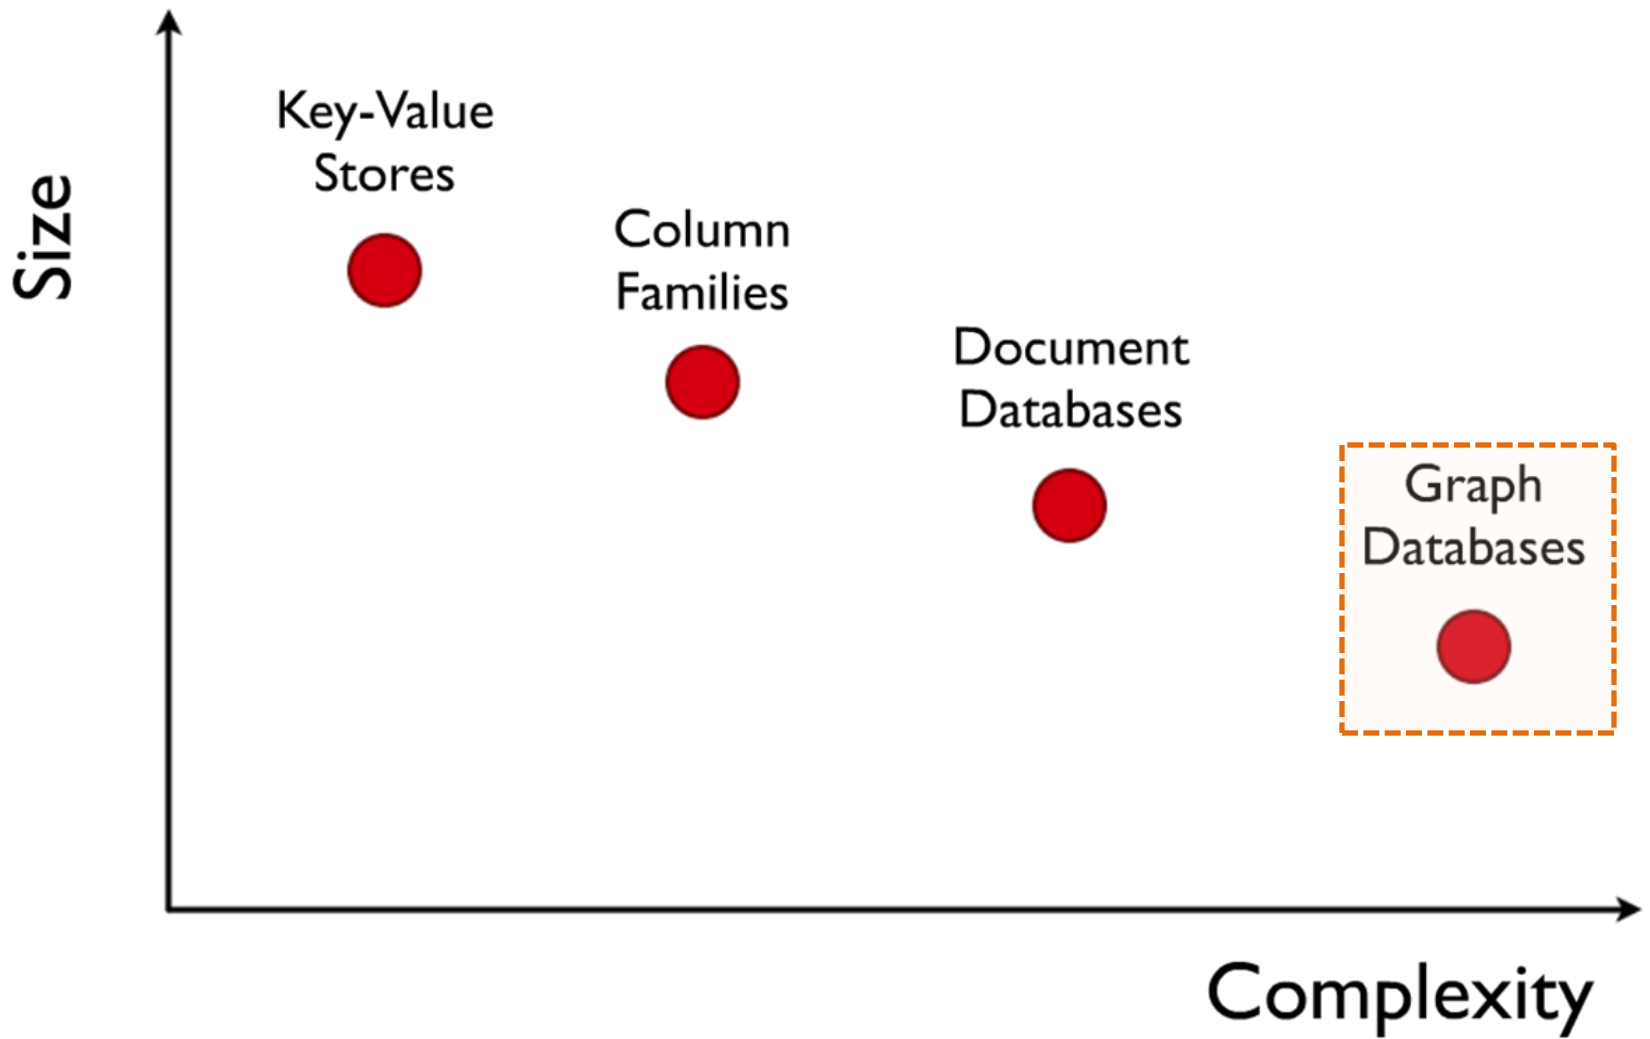 Size
Key-Value
Stores
Column
Families
Document
Databases
Graph
Databases
Complexity